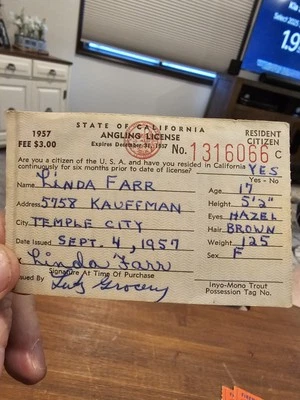 STATE OF CALIFORNIA
1957 ANGLING LICENSE RESIDENT
FEE $3.00 Expires December 31, 1957 CITIZEN
No. 1316066 C
Are you a citizen of the U. S. A. and have you resided in California YES
continuously for six months prior to date of license? Yes - No
Name LINDA FARR Age 17
Address 5758 KAUFFMAN Height 5'2"
City TEMPLE CITY Eyes HAZEL
Hair BROWN
Date Issued SEPT. 4, 1957 Weight 125
x Linda Farr Sex F
Signature At Time of Purchase
Issued By Grocery
Inyo-Mono Trout
Possession Tag No.
1.9